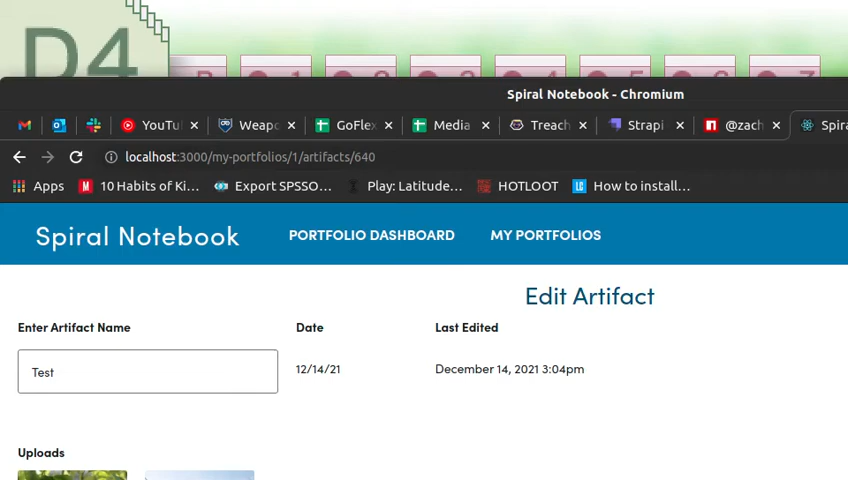 D4
Spiral Notebook - Chromium
YouTu
Weapo
GoFlex
Media
Treach
Strapi
@zach
Spira
localhost:3000/my-portfolios/1/artifacts/640
Apps
10 Habits of Ki...
Export SPSSO...
Play: Latitude...
HOTLOOT
How to install...
Spiral Notebook
PORTFOLIO DASHBOARD
MY PORTFOLIOS
Edit Artifact
Enter Artifact Name
Date
Last Edited
Test
12/14/21
December 14, 2021 3:04pm
Uploads